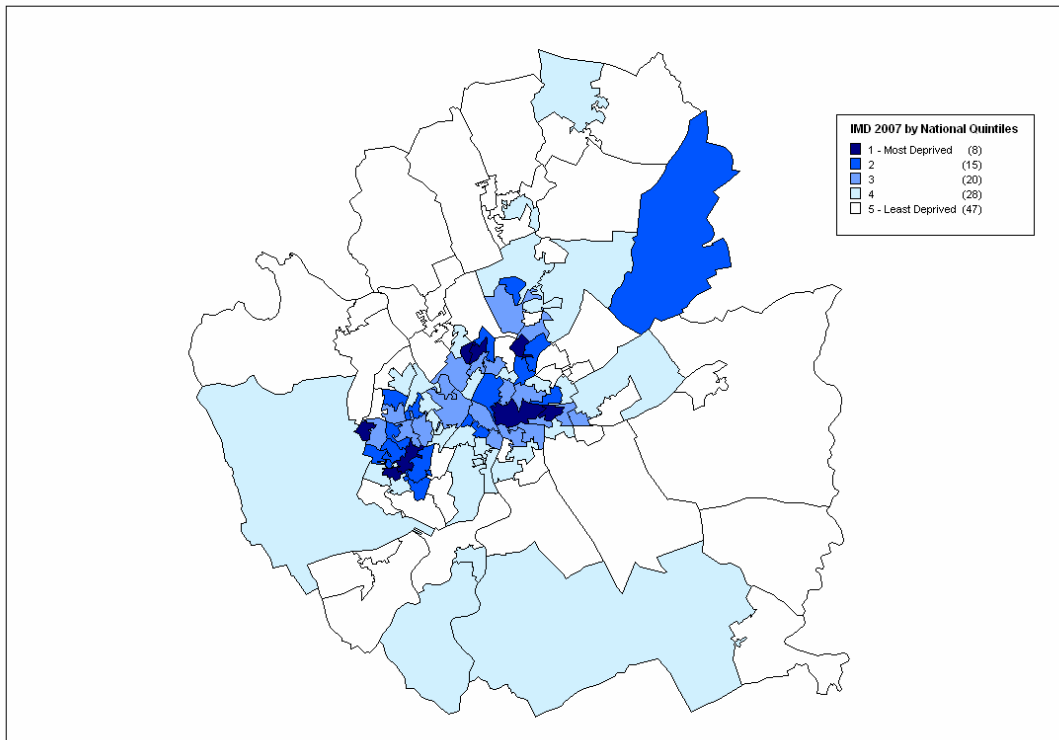 IMD 2007 by National Quintiles
1 - Most Deprived (8)
2 (15)
3 (20)
4 (28)
5 - Least Deprived (47)